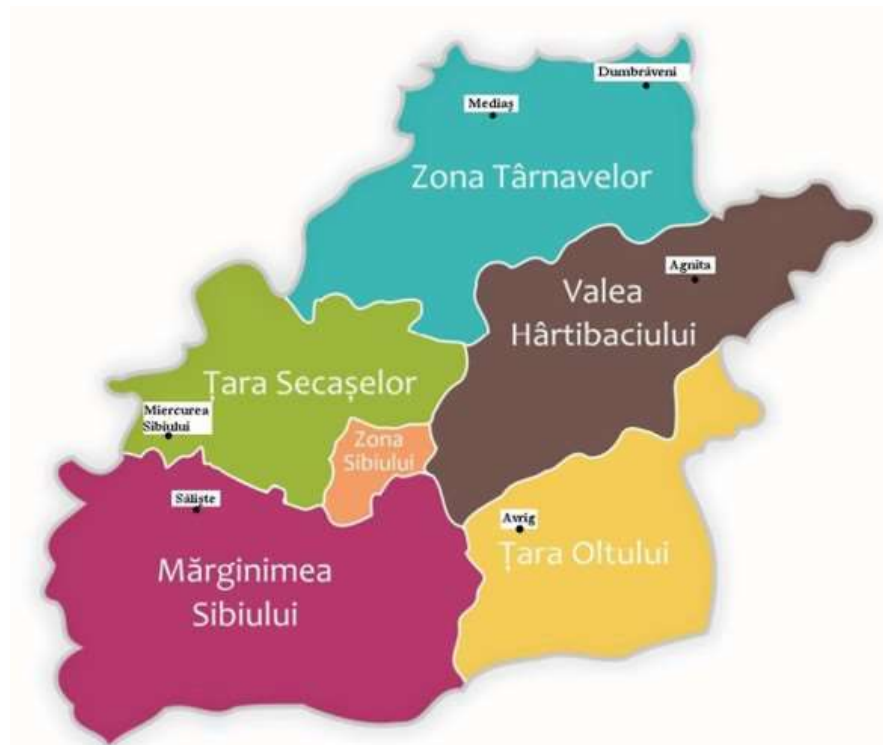 Dumbrăveni
Mediaș
Zona Târnavelor
Agnita
Valea
Hârtibaciului
Țara Secașelor
Miercurea
Sibiului
Zona
Sibiului
Săliște
Avrig
Țara Oltului
Mărginimea
Sibiului